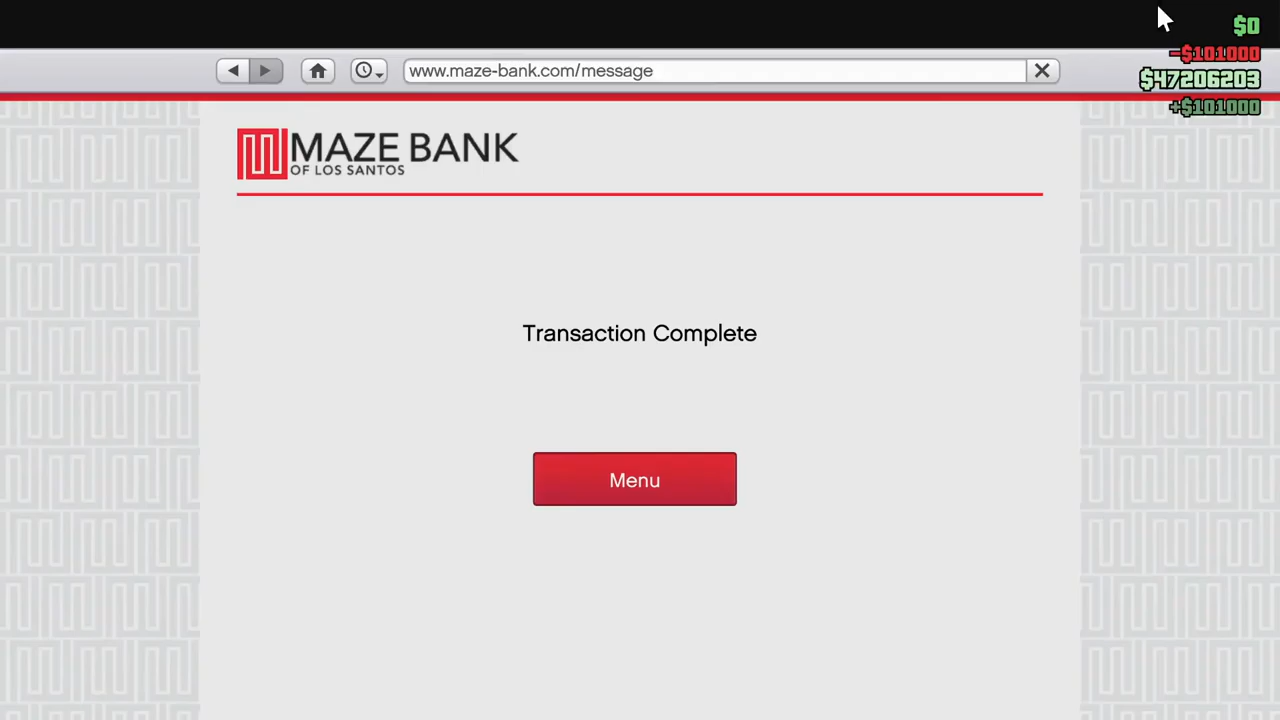 $0
-$101000
www.maze-bank.com/message
$47206203
+$101000
MAZE BANK
OF LOS SANTOS
Transaction Complete
Menu